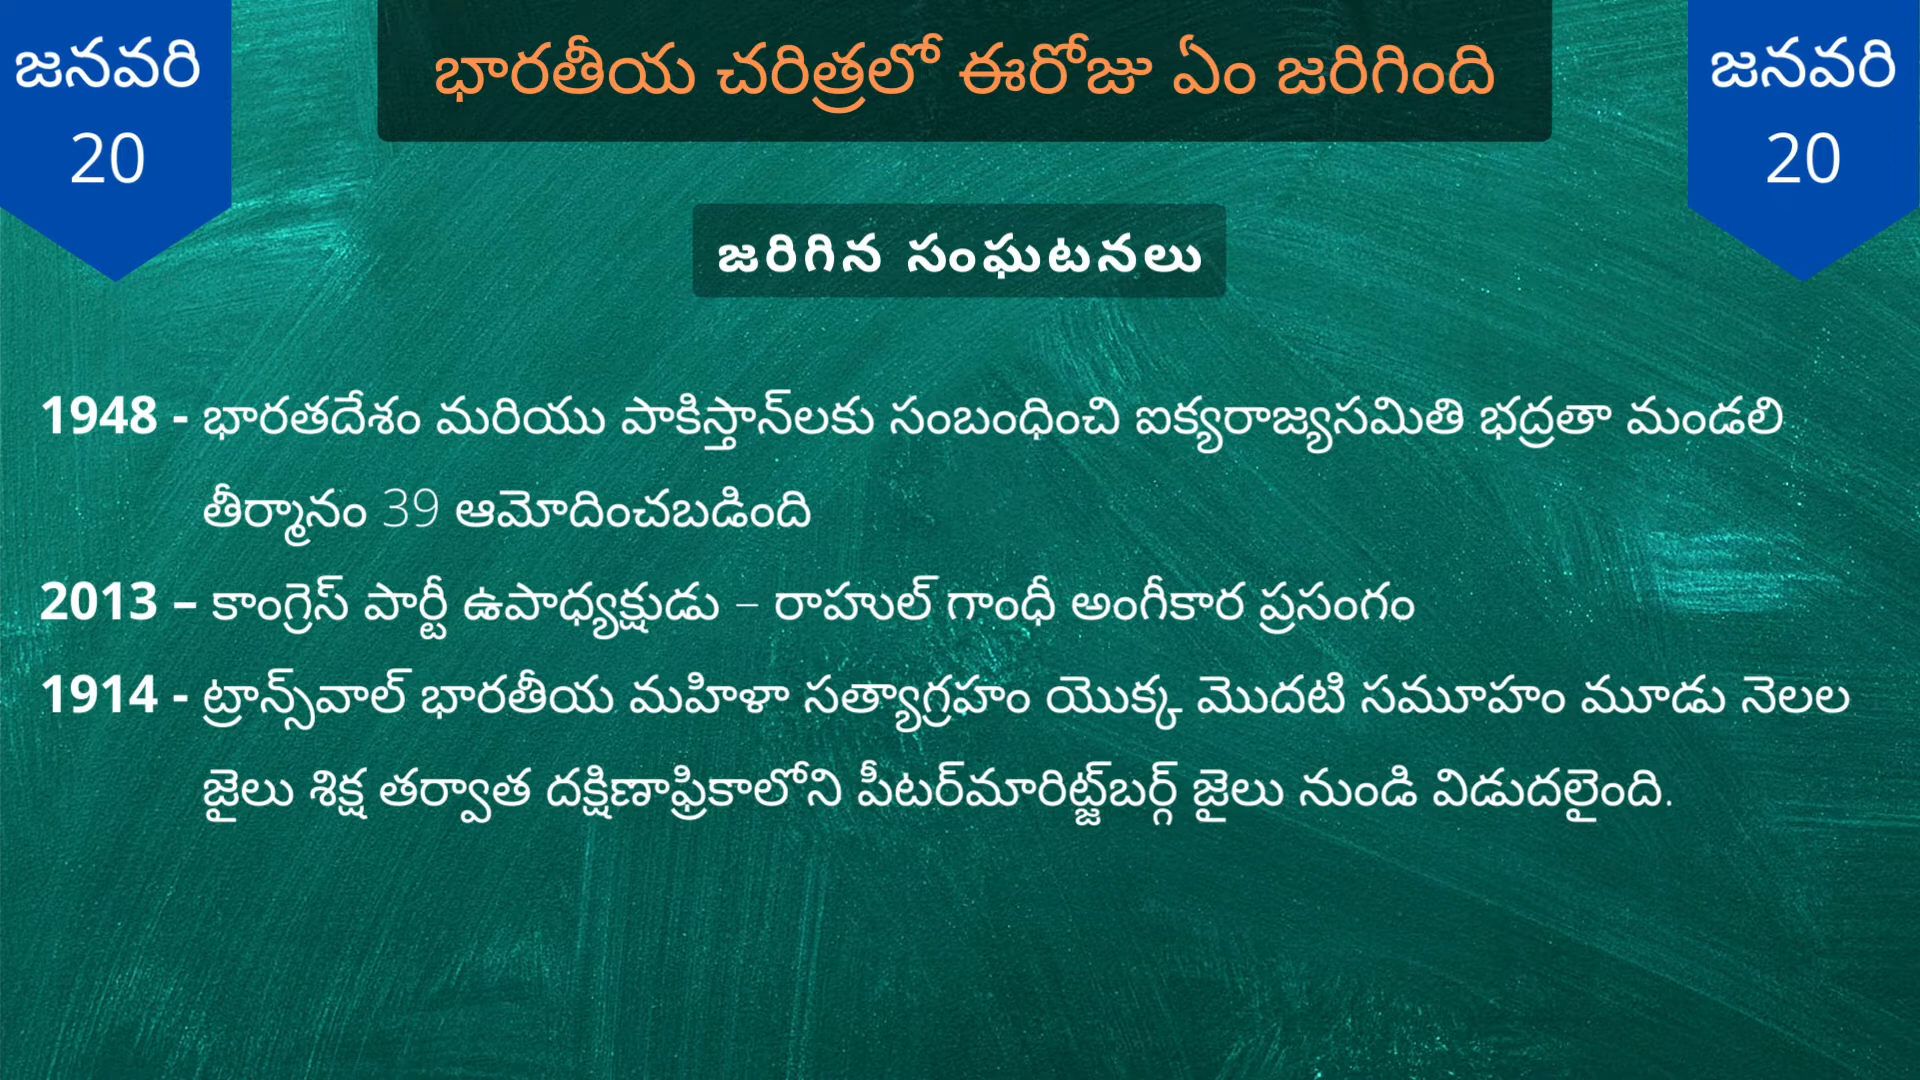 జనవరి
20
భారతీయ చరిత్రలో ఈరోజు ఏం జరిగింది
జనవరి
20
జరిగిన సంఘటనలు
1948 - భారతదేశం మరియు పాకిస్తాన్‌లకు సంబంధించి ఐక్యరాజ్యసమితి భద్రతా మండలి
తీర్మానం 39 ఆమోదించబడింది
2013 – కాంగ్రెస్ పార్టీ ఉపాధ్యక్షుడు – రాహుల్ గాంధీ అంగీకార ప్రసంగం
1914 - ట్రాన్స్‌వాల్ భారతీయ మహిళా సత్యాగ్రహం యొక్క మొదటి సమూహం మూడు నెలల
జైలు శిక్ష తర్వాత దక్షిణాఫ్రికాలోని పీటర్‌మారిట్జ్‌బర్గ్ జైలు నుండి విడుదలైంది.